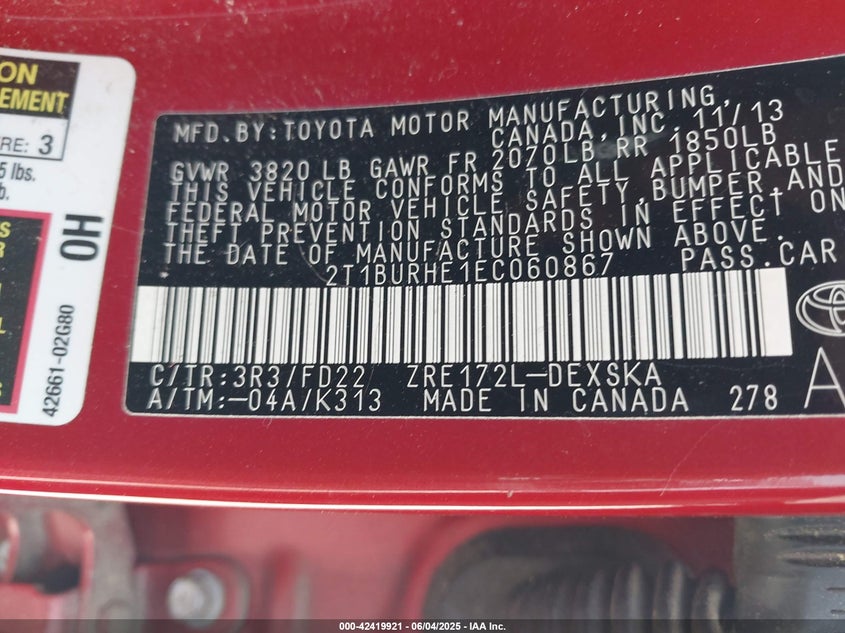 ON
EMENT
RE: 3
5 lbs.
b.
S
R
L
S
OH
42661-02G80
MFD.BY:TOYOTA MOTOR MANUFACTURING,
CANADA,INC. 11/13
GVWR 3820 LB GAWR FR 2070LB RR 1850LB
THIS VEHICLE CONFORMS TO ALL APPLICABLE
FEDERAL MOTOR VEHICLE SAFETY,BUMPER,AND
THEFT PREVENTION STANDARDS IN EFFECT ON
THE DATE OF MANUFACTURE SHOWN ABOVE.
2T1BURHE1EC060867 PASS.CAR
C/TR:3R3/FD22 ZRE172L-DEXSKA
A/TM:-04A/K313 MADE IN CANADA 278
A
000-42419921 | 06/04/2025 - IAA Inc.